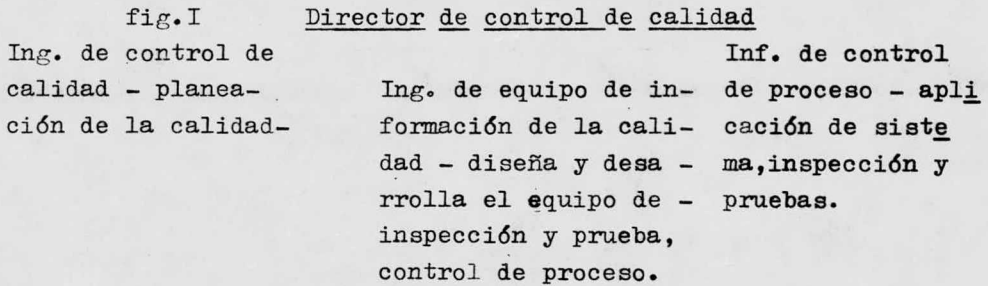 fig.I Director de control de calidad
Ing. de control de
calidad - planea-
ción de la calidad-
Ing. de equipo de in-
formación de la cali-
dad - diseña y desa -
rrolla el equipo de -
inspección y prueba,
control de proceso.
Inf. de control
de proceso - apli
cación de siste
ma,inspección y
pruebas.